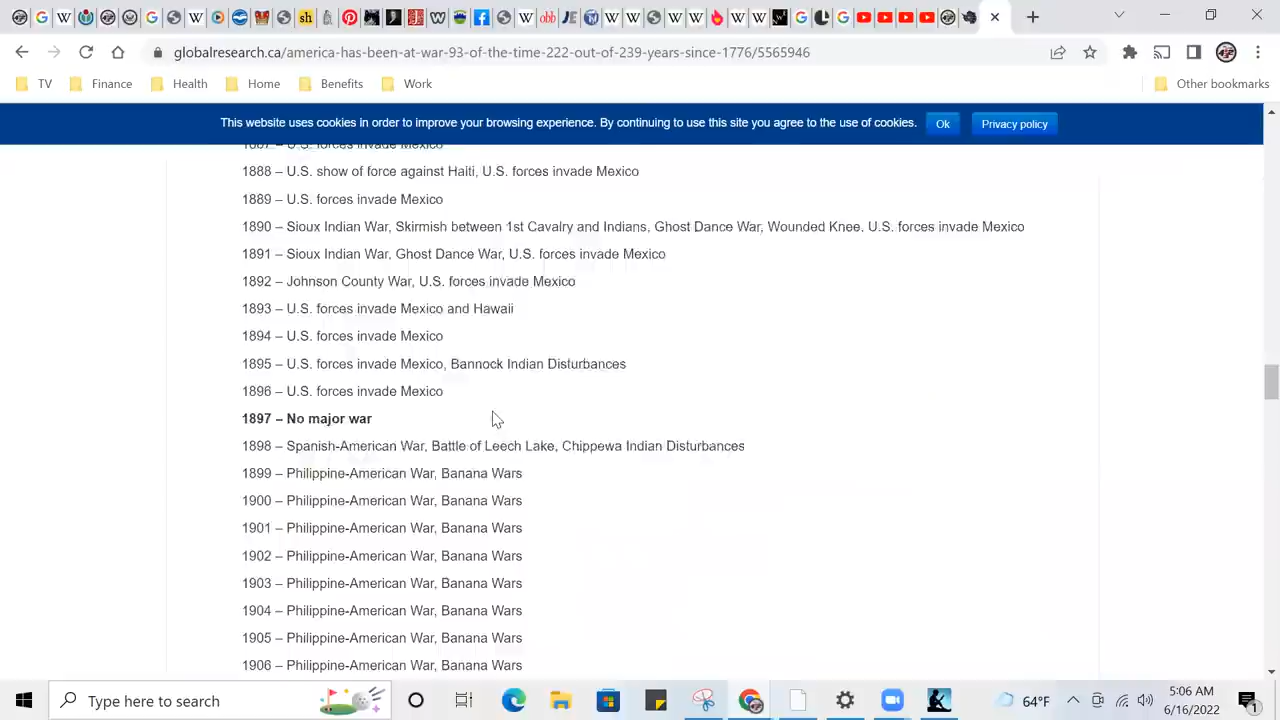 globalresearch.ca/america-has-been-at-war-93-of-the-time-222-out-of-239-years-since-1776/5565946
TV Finance Health Home Benefits Work Other bookmarks
This website uses cookies in order to improve your browsing experience. By continuing to use this site you agree to the use of cookies. Ok Privacy policy
1887 – U.S. forces invade Mexico
1888 – U.S. show of force against Haiti, U.S. forces invade Mexico
1889 – U.S. forces invade Mexico
1890 – Sioux Indian War, Skirmish between 1st Cavalry and Indians, Ghost Dance War, Wounded Knee. U.S. forces invade Mexico
1891 – Sioux Indian War, Ghost Dance War, U.S. forces invade Mexico
1892 – Johnson County War, U.S. forces invade Mexico
1893 – U.S. forces invade Mexico and Hawaii
1894 – U.S. forces invade Mexico
1895 – U.S. forces invade Mexico, Bannock Indian Disturbances
1896 – U.S. forces invade Mexico
1897 – No major war
1898 – Spanish-American War, Battle of Leech Lake, Chippewa Indian Disturbances
1899 – Philippine-American War, Banana Wars
1900 – Philippine-American War, Banana Wars
1901 – Philippine-American War, Banana Wars
1902 – Philippine-American War, Banana Wars
1903 – Philippine-American War, Banana Wars
1904 – Philippine-American War, Banana Wars
1905 – Philippine-American War, Banana Wars
1906 – Philippine-American War, Banana Wars
Type here to search 64°F 5:06 AM
6/16/2022 1